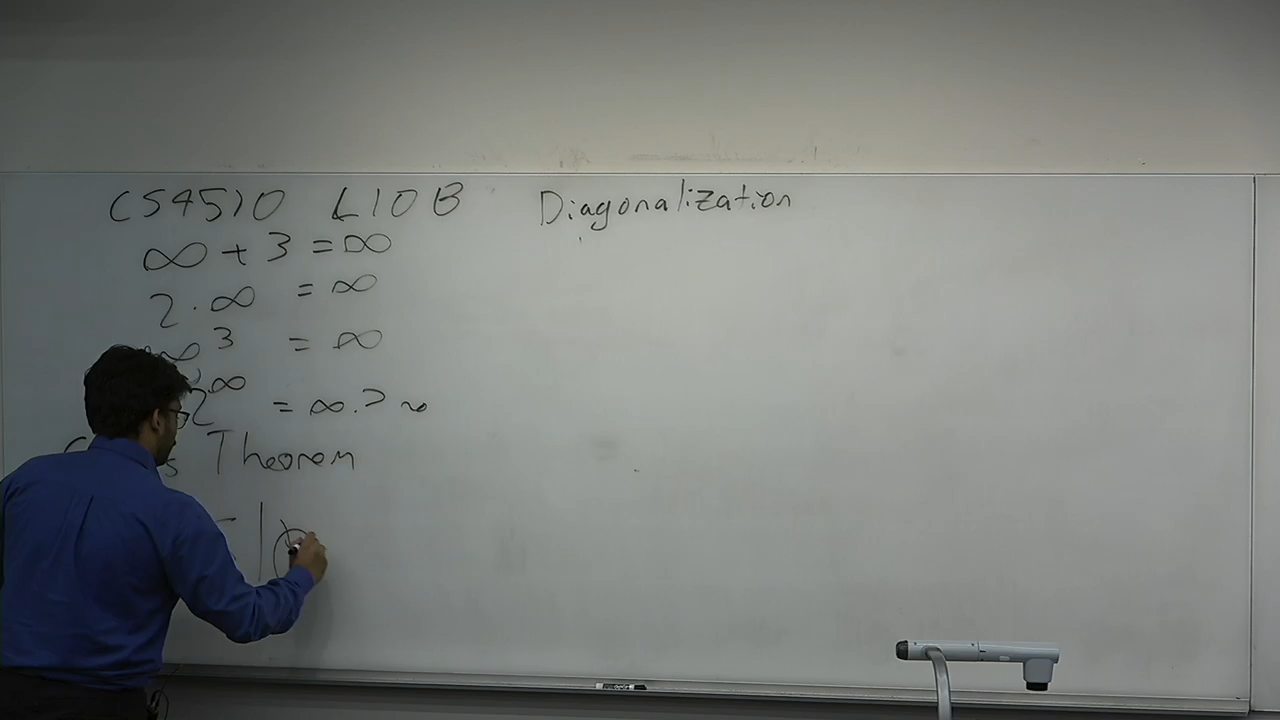 CS4510 L10B Diagonalization
∞ + 3 = ∞
2 · ∞ = ∞
∞³ = ∞
2^∞ = ∞.?
Theorem